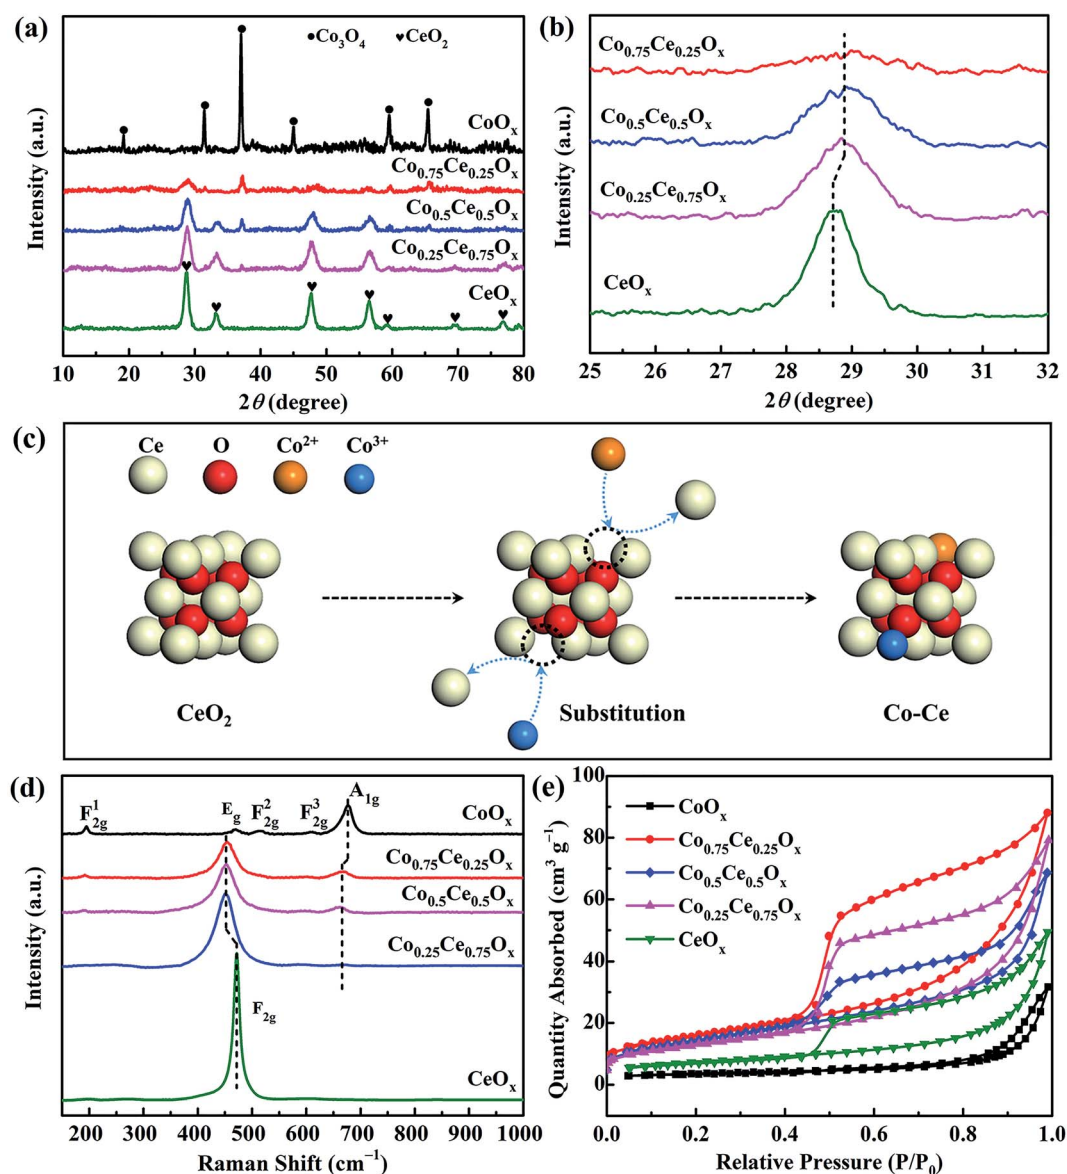 (a)
● Co₃O₄ ♥ CeO₂
CoOₓ
Co₀.₇₅Ce₀.₂₅Oₓ
Co₀.₅Ce₀.₅Oₓ
Co₀.₂₅Ce₀.₇₅Oₓ
CeOₓ
Intensity (a.u.)
10 20 30 40 50 60 70 80
2θ (degree)
(b)
Co₀.₇₅Ce₀.₂₅Oₓ
Co₀.₅Ce₀.₅Oₓ
Co₀.₂₅Ce₀.₇₅Oₓ
CeOₓ
Intensity (a.u.)
25 26 27 28 29 30 31 32
2θ (degree)
(c)
Ce O Co²⁺ Co³⁺
CeO₂ Substitution Co-Ce
(d)
F¹₂g E_g F²₂g F³₂g A₁g
CoOₓ
Co₀.₇₅Ce₀.₂₅Oₓ
Co₀.₅Ce₀.₅Oₓ
Co₀.₂₅Ce₀.₇₅Oₓ
F₂g
CeOₓ
Intensity (a.u.)
200 300 400 500 600 700 800 900 1000
Raman Shift (cm⁻¹)
(e)
CoOₓ
Co₀.₇₅Ce₀.₂₅Oₓ
Co₀.₅Ce₀.₅Oₓ
Co₀.₂₅Ce₀.₇₅Oₓ
CeOₓ
Quantity Absorbed (cm³ g⁻¹)
100
80
60
40
20
0
0.0 0.2 0.4 0.6 0.8 1.0
Relative Pressure (P/P₀)